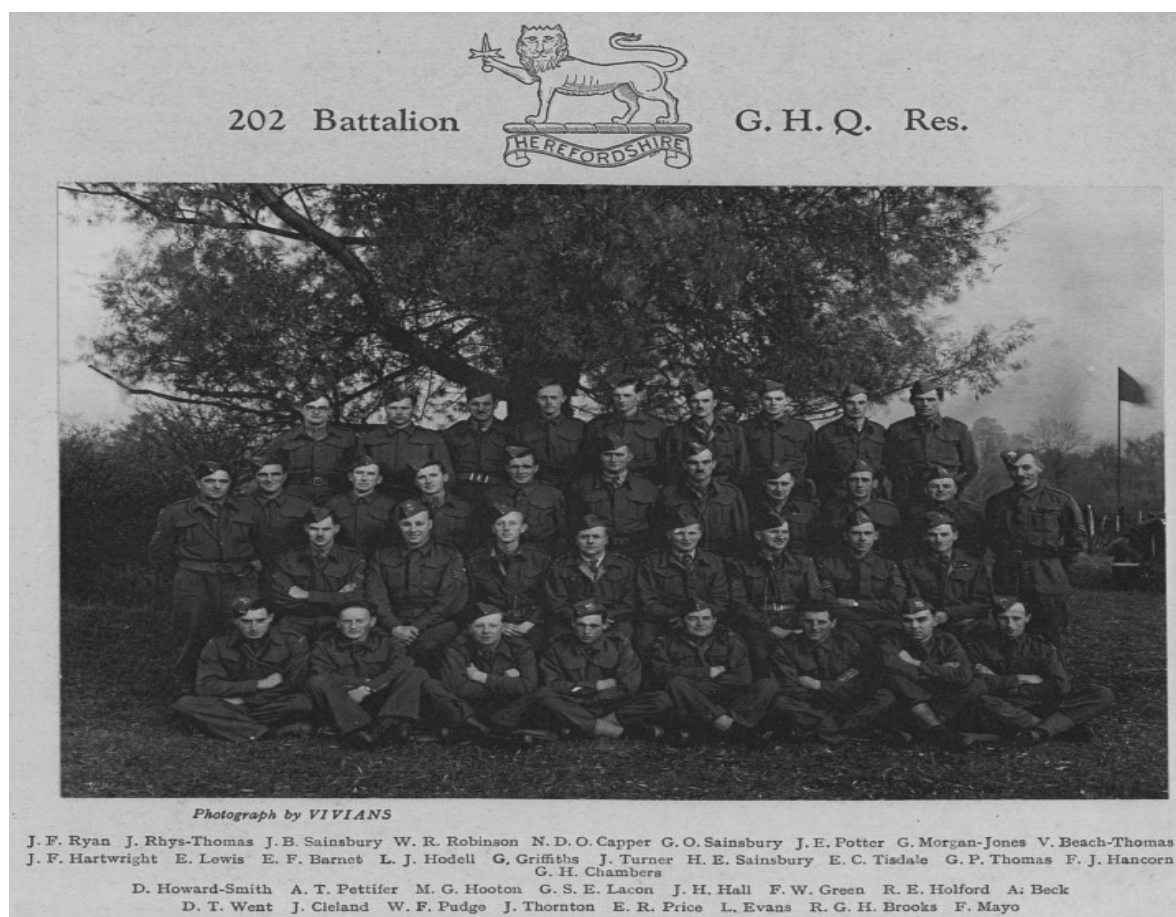 202 Battalion G. H. Q. Res.
HEREFORDSHIRE
Photograph by VIVIANS
J. F. Ryan J. Rhys-Thomas J. B. Sainsbury W. R. Robinson N. D. O. Capper G. O. Sainsbury J. E. Potter G. Morgan-Jones V. Beach-Thomas
J. F. Hartwright E. Lewis E. F. Barnet L. J. Hodell G. Griffiths J. Turner H. E. Sainsbury E. C. Tisdale G. P. Thomas F. J. Hancorn
G. H. Chambers
D. Howard-Smith A. T. Pettifer M. G. Hooton G. S. E. Lacon J. H. Hall F. W. Green R. E. Holford A. Beck
D. T. Went J. Cleland W. F. Pudge J. Thornton E. R. Price L. Evans R. G. H. Brooks F. Mayo